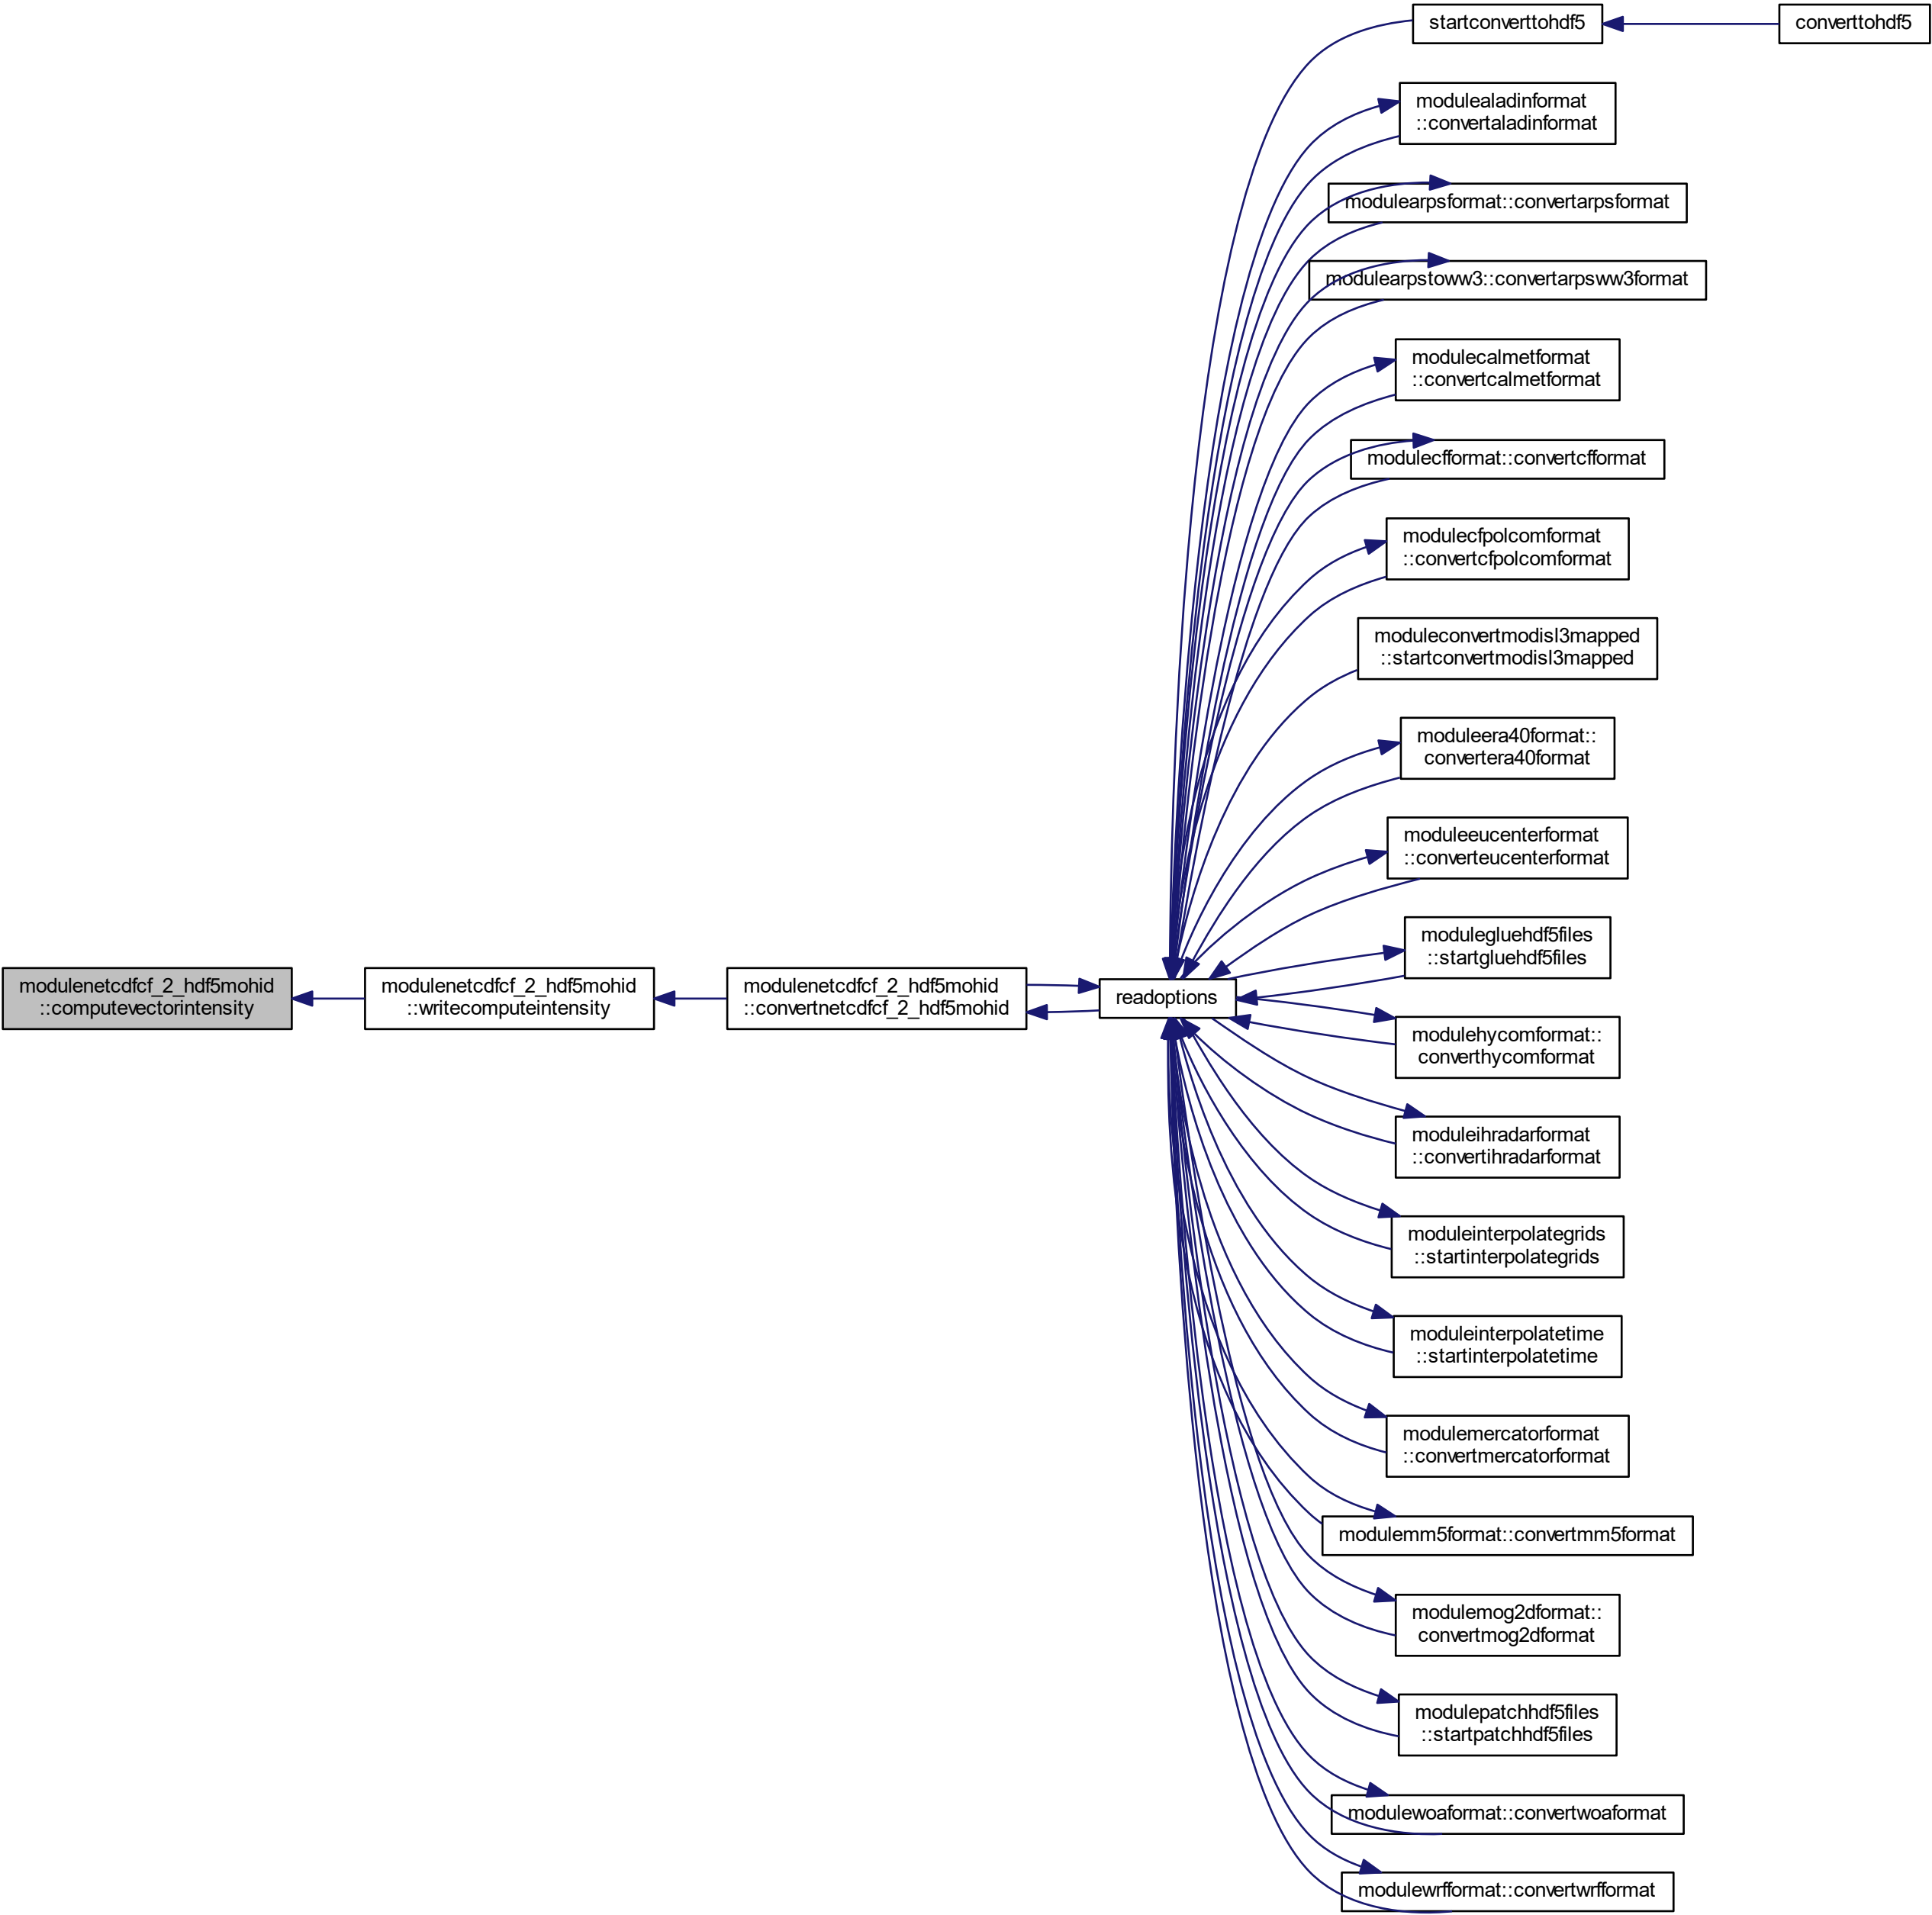 startconverttohdf5
converttohdf5
modulealadinformat
::convertaladinformat
modulearpsformat::convertarpsformat
modulearpstoww3::convertarpsww3format
modulecalmetformat
::convertcalmetformat
modulecfformat::convertcfformat
modulecfpolcomformat
::convertcfpolcomformat
moduleconvertmodisl3mapped
::startconvertmodisl3mapped
moduleera40format::
convertera40format
moduleeucenterformat
::converteucenterformat
modulegluehdf5files
::startgluehdf5files
modulenetcdfcf_2_hdf5mohid
::computevectorintensity
modulenetcdfcf_2_hdf5mohid
::writecomputeintensity
modulenetcdfcf_2_hdf5mohid
::convertnetcdfcf_2_hdf5mohid
readoptions
modulehycomformat::
converthycomformat
moduleihradarformat
::convertihradarformat
moduleinterpolategrids
::startinterpolategrids
moduleinterpolatetime
::startinterpolatetime
modulemercatorformat
::convertmercatorformat
modulemm5format::convertmm5format
modulemog2dformat::
convertmog2dformat
modulepatchhdf5files
::startpatchhdf5files
modulewoaformat::convertwoaformat
modulewrfformat::convertwrfformat